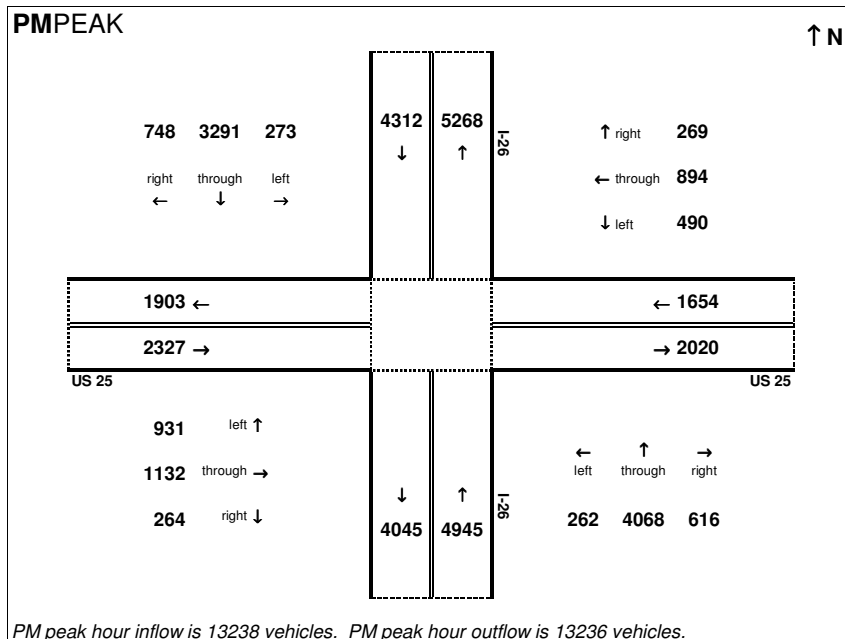 PMPEAK
↑ N
748 3291 273
right through left
← ↓ →
4312 5268
↓ ↑
I-26
↑ right 269
← through 894
↓ left 490
1903 ←
2327 →
← 1654
→ 2020
US 25
US 25
931 left ↑
1132 through →
264 right ↓
↓ ↑
4045 4945
I-26
← ↑ →
left through right
262 4068 616
PM peak hour inflow is 13238 vehicles. PM peak hour outflow is 13236 vehicles.